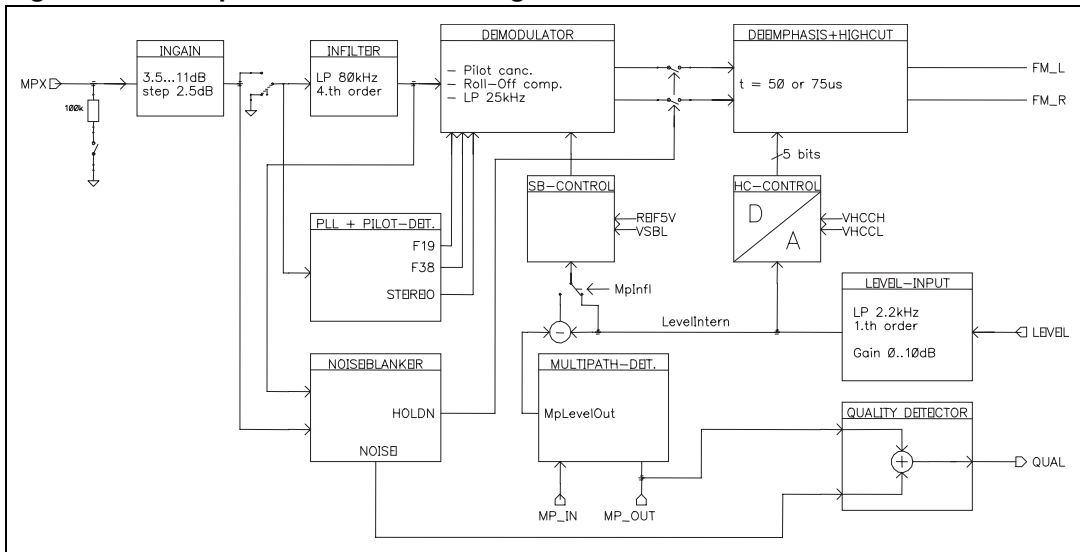 INGAIN
3.5...11dB
step 2.5dB
MPX
100k
INFILTER
LP 80kHz
4.th order
DEMODULATOR
– Pilot canc.
– Roll-Off comp.
– LP 25kHz
DEEMPHASIS+HIGHCUT
t = 50 or 75us
FM_L
FM_R
5 bits
SB-CONTROL
REF5V
VSBL
HC-CONTROL
D
A
VHCCH
VHCCL
PLL + PILOT-DET.
F19
F38
STEREO
MpInfl
LevelIntern
LEVEL-INPUT
LP 2.2kHz
1.th order
Gain 0..10dB
LEVEL
NOISEBLANKER
HOLDN
NOISE
MULTIPATH-DET.
MpLevelOut
MP_IN
MP_OUT
QUALITY DETECTOR
QUAL